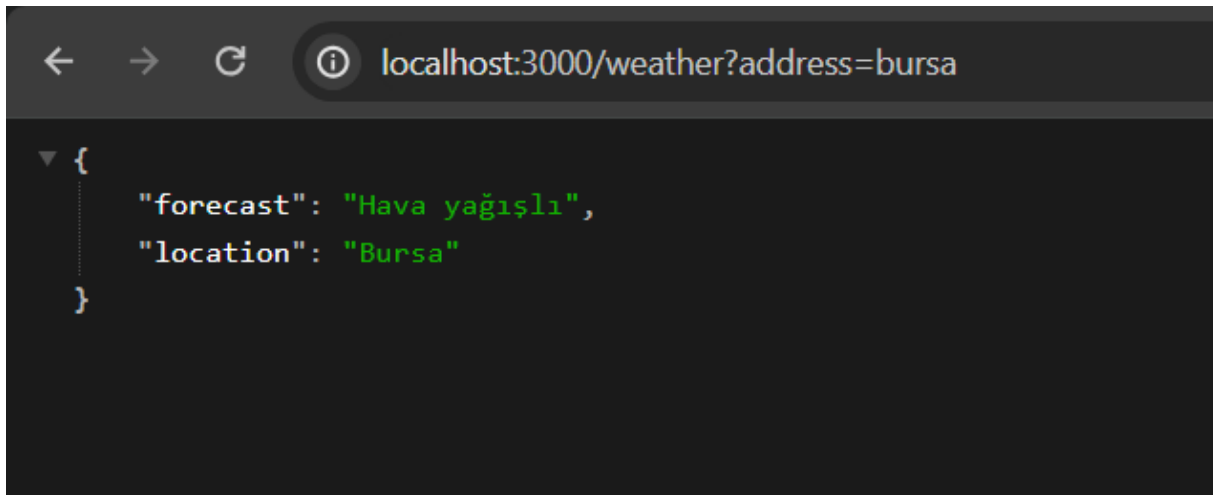 localhost:3000/weather?address=bursa
{
"forecast": "Hava yağışlı",
"location": "Bursa"
}